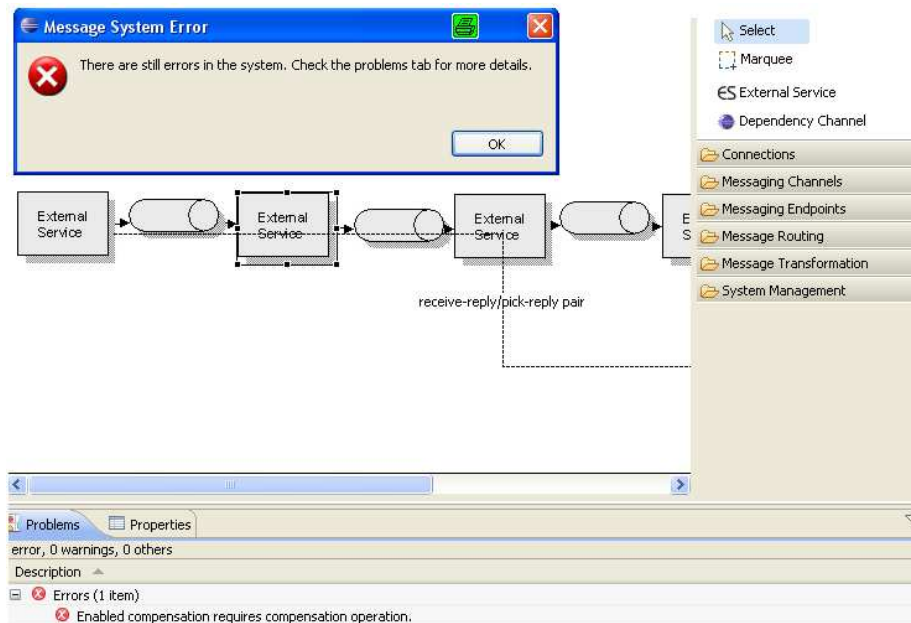 Message System Error
There are still errors in the system. Check the problems tab for more details.
OK
Select
Marquee
ES External Service
Dependency Channel
Connections
Messaging Channels
Messaging Endpoints
Message Routing
Message Transformation
System Management
External
Service
External
Service
External
Service
E
S
receive-reply/pick-reply pair
Problems
Properties
error, 0 warnings, 0 others
Description
Errors (1 item)
Enabled compensation requires compensation operation.